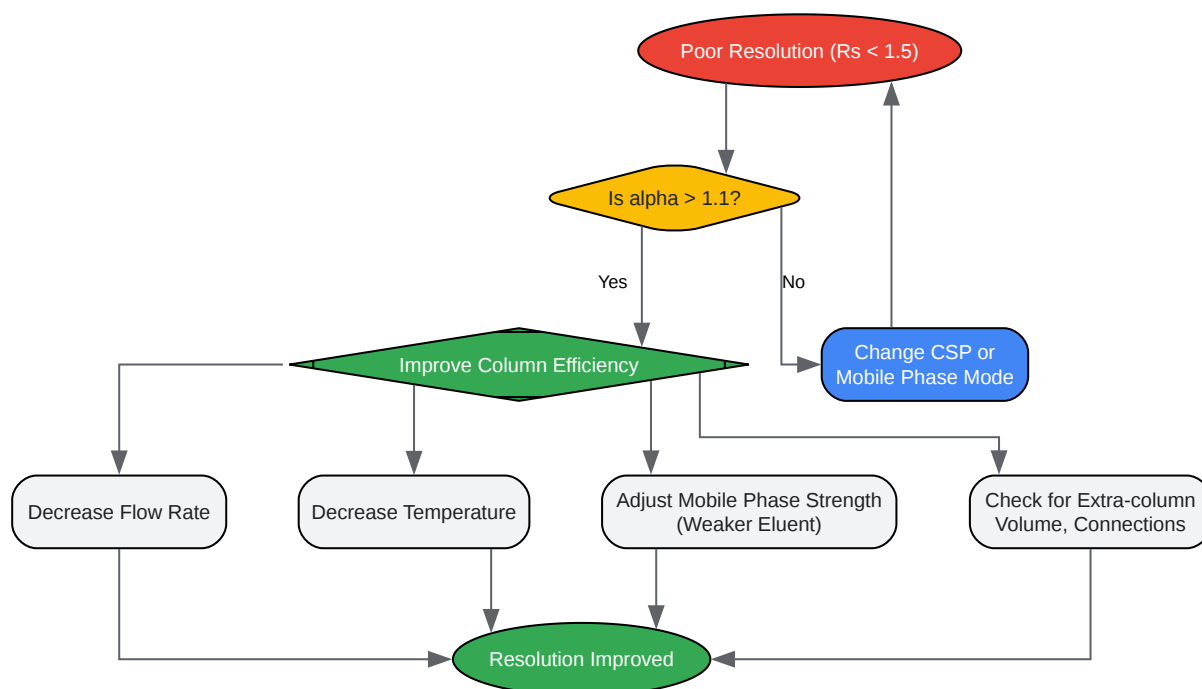 Poor Resolution (Rs < 1.5)
Is alpha > 1.1?
Yes
No
Improve Column Efficiency
Change CSP or
Mobile Phase Mode
Decrease Flow Rate
Decrease Temperature
Adjust Mobile Phase Strength
(Weaker Eluent)
Check for Extra-column
Volume, Connections
Resolution Improved